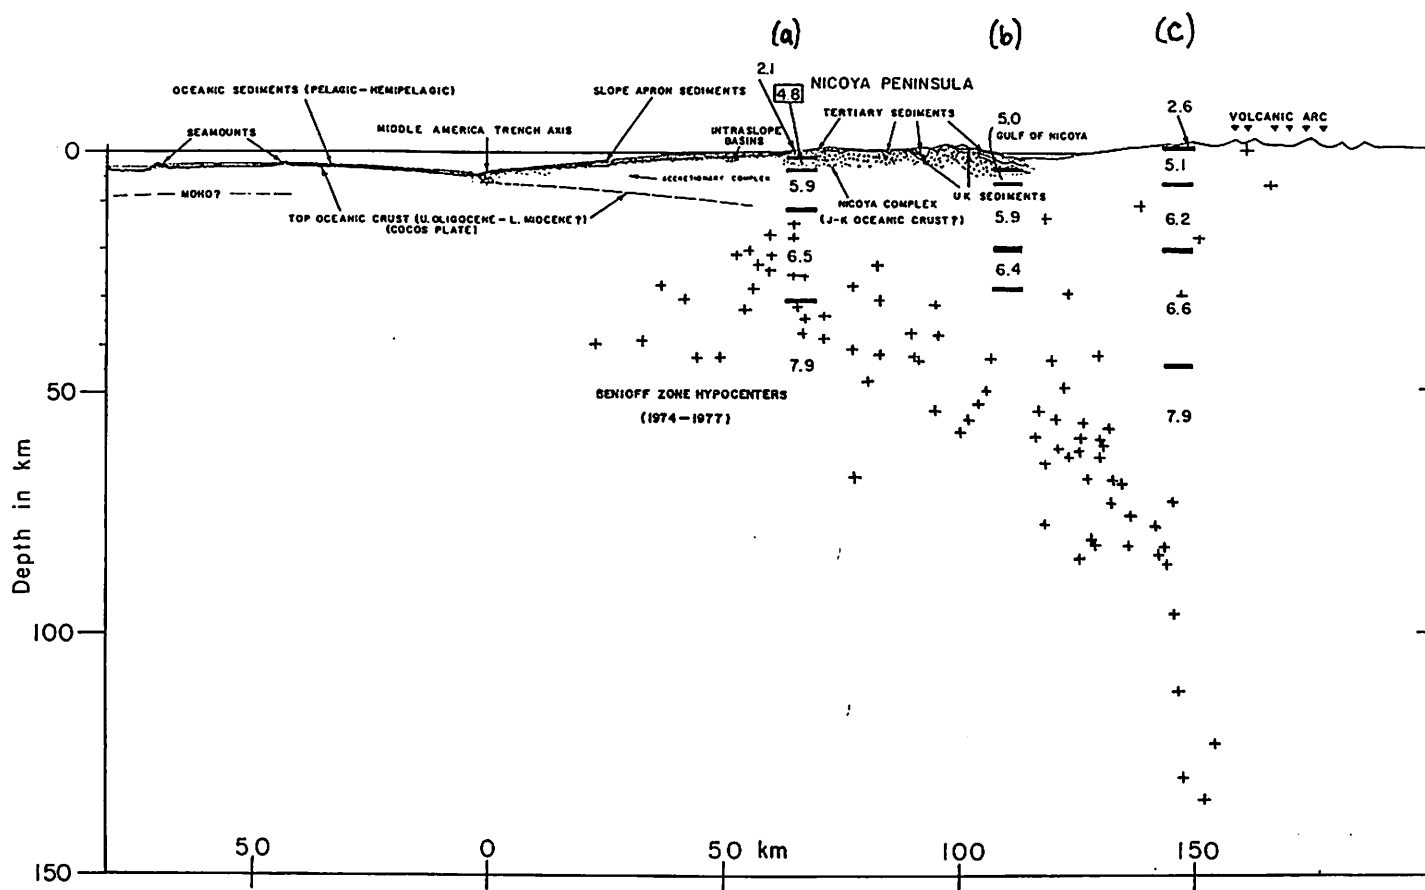 (a) (b) (c)
2.1
4.8
NICOYA PENINSULA
OCEANIC SEDIMENTS (PELAGIC-HEMIPELAGIC)
SLOPE APRON SEDIMENTS
TERTIARY SEDIMENTS
5.0
GULF OF NICOYA
2.6
VOLCANIC ARC
SEAMOUNTS
MIDDLE AMERICA TRENCH AXIS
INTRASLOPE
BASINS
0
5.1
ACCRETIONARY COMPLEX
5.9
MOHO?
U.K SEDIMENTS
NICOYA COMPLEX
(J-K OCEANIC CRUST?)
TOP OCEANIC CRUST (U. OLIGOCENE-L. MIOCENE?)
(COCOS PLATE)
5.9
6.2
6.5
6.4
6.6
7.9
50
BENIOFF ZONE HYPOCENTERS
(1974-1977)
7.9
Depth in km
100
50 0 50 km 100 150
150